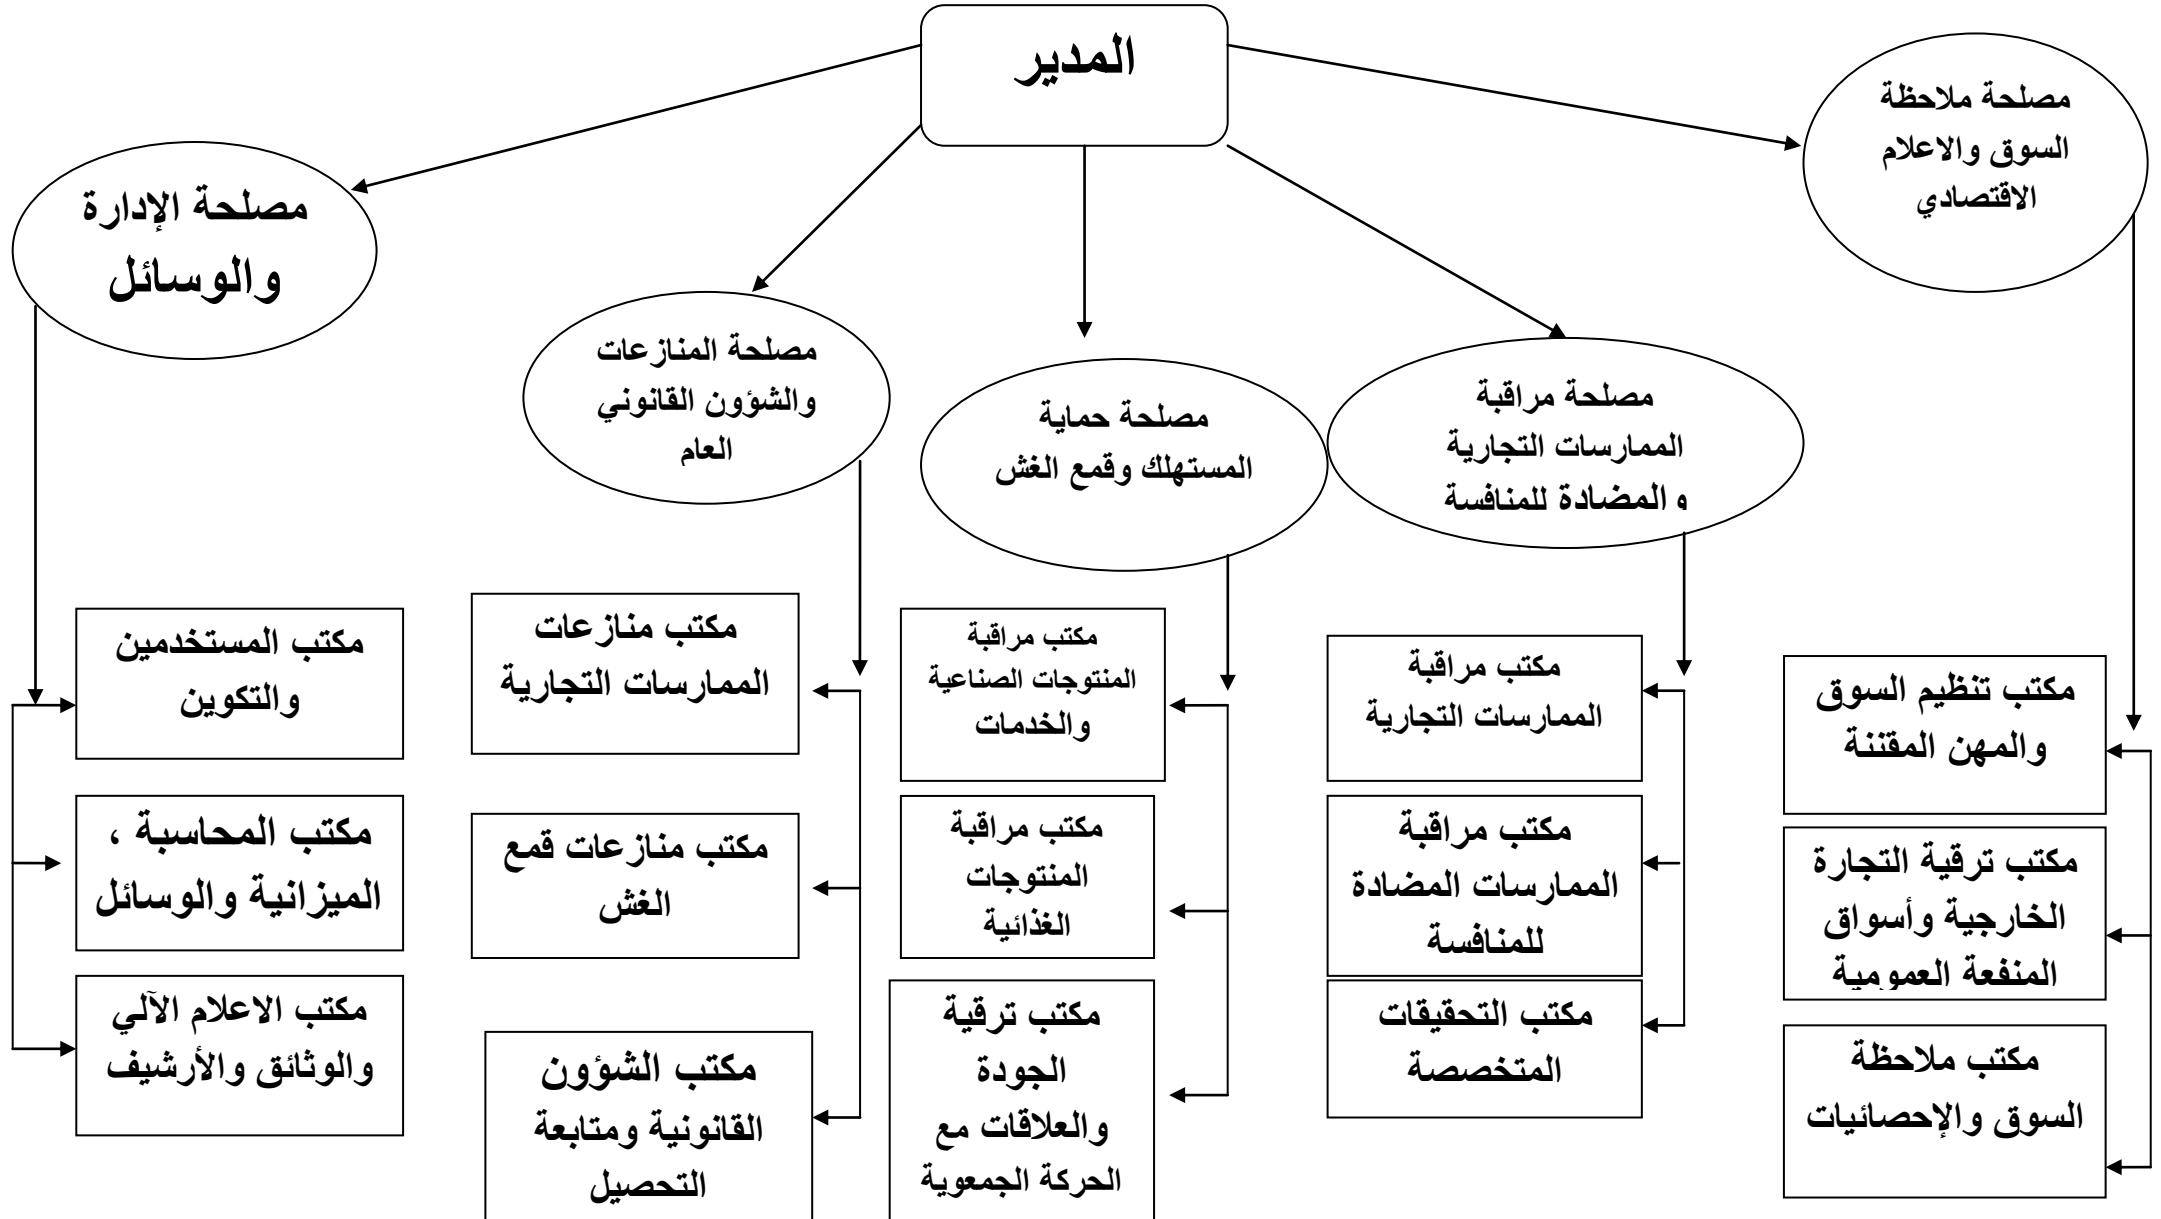 المدير
مصلحة ملاحظة
السوق والاعلام
الاقتصادي
مصلحة مراقبة
الممارسات التجارية
والمضادة للمنافسة
مصلحة حماية
المستهلك وقمع الغش
مصلحة المنازعات
والشؤون القانوني
العام
مصلحة الإدارة
والوسائل
مكتب تنظيم السوق
والمهن المقننة
مكتب ترقية التجارة
الخارجية وأسواق
المنفعة العمومية
مكتب ملاحظة
السوق والإحصائيات
مكتب مراقبة
الممارسات التجارية
مكتب مراقبة
الممارسات المضادة
للمنافسة
مكتب التحقيقات
المتخصصة
مكتب مراقبة
المنتوجات الصناعية
والخدمات
مكتب مراقبة
المنتوجات
الغذائية
مكتب ترقية
الجودة
والعلاقات مع
الحركة الجمعوية
مكتب منازعات
الممارسات التجارية
مكتب منازعات قمع
الغش
مكتب الشؤون
القانونية ومتابعة
التحصيل
مكتب المستخدمين
والتكوين
مكتب المحاسبة ،
الميزانية والوسائل
مكتب الاعلام الآلي
والوثائق والأرشيف